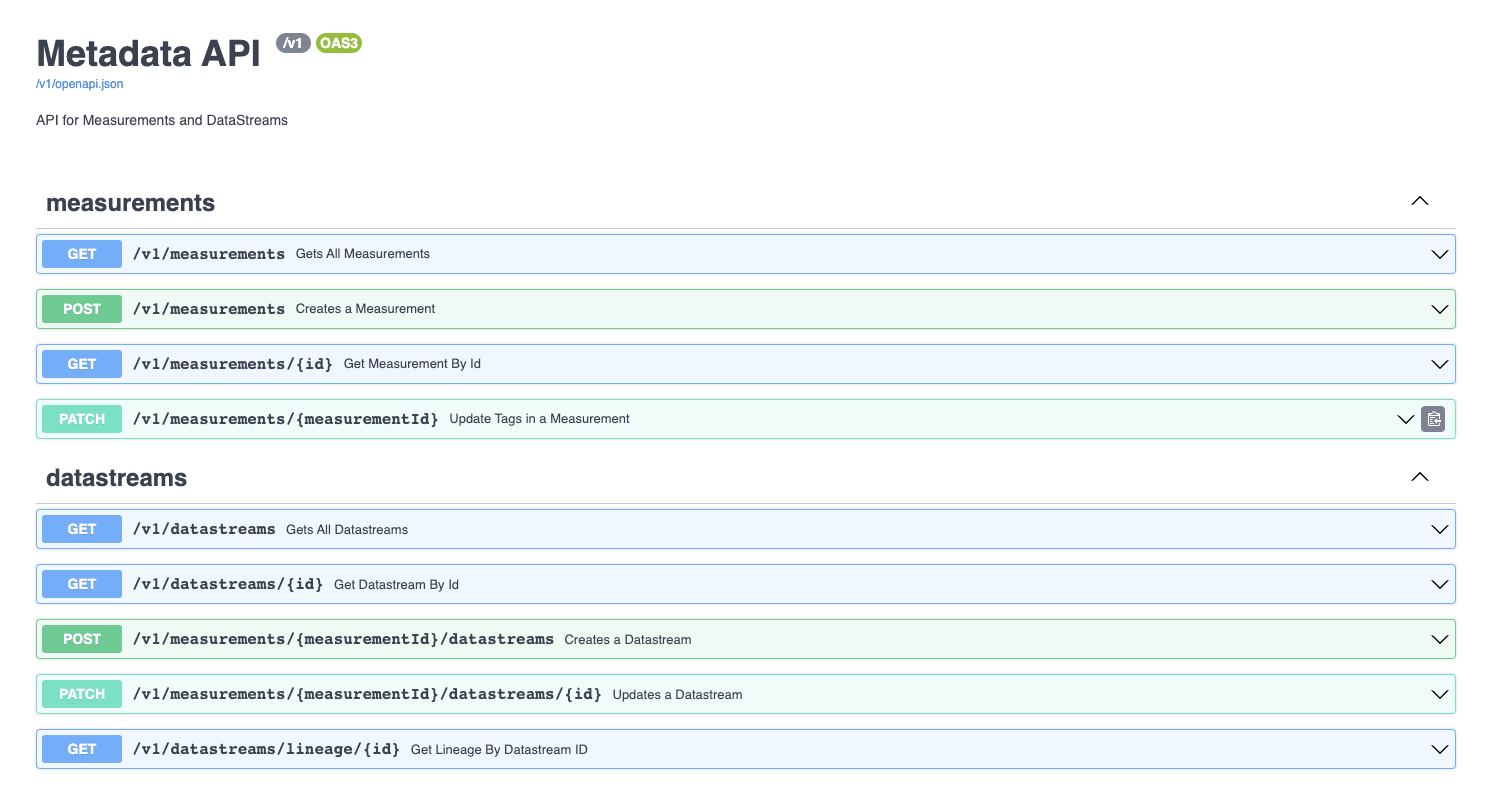 Metadata API /v1 OAS3
/v1/openapi.json
API for Measurements and DataStreams
measurements
GET /v1/measurements Gets All Measurements
POST /v1/measurements Creates a Measurement
GET /v1/measurements/{id} Get Measurement By Id
PATCH /v1/measurements/{measurementId} Update Tags in a Measurement
datastreams
GET /v1/datastreams Gets All Datastreams
GET /v1/datastreams/{id} Get Datastream By Id
POST /v1/measurements/{measurementId}/datastreams Creates a Datastream
PATCH /v1/measurements/{measurementId}/datastreams/{id} Updates a Datastream
GET /v1/datastreams/lineage/{id} Get Lineage By Datastream ID